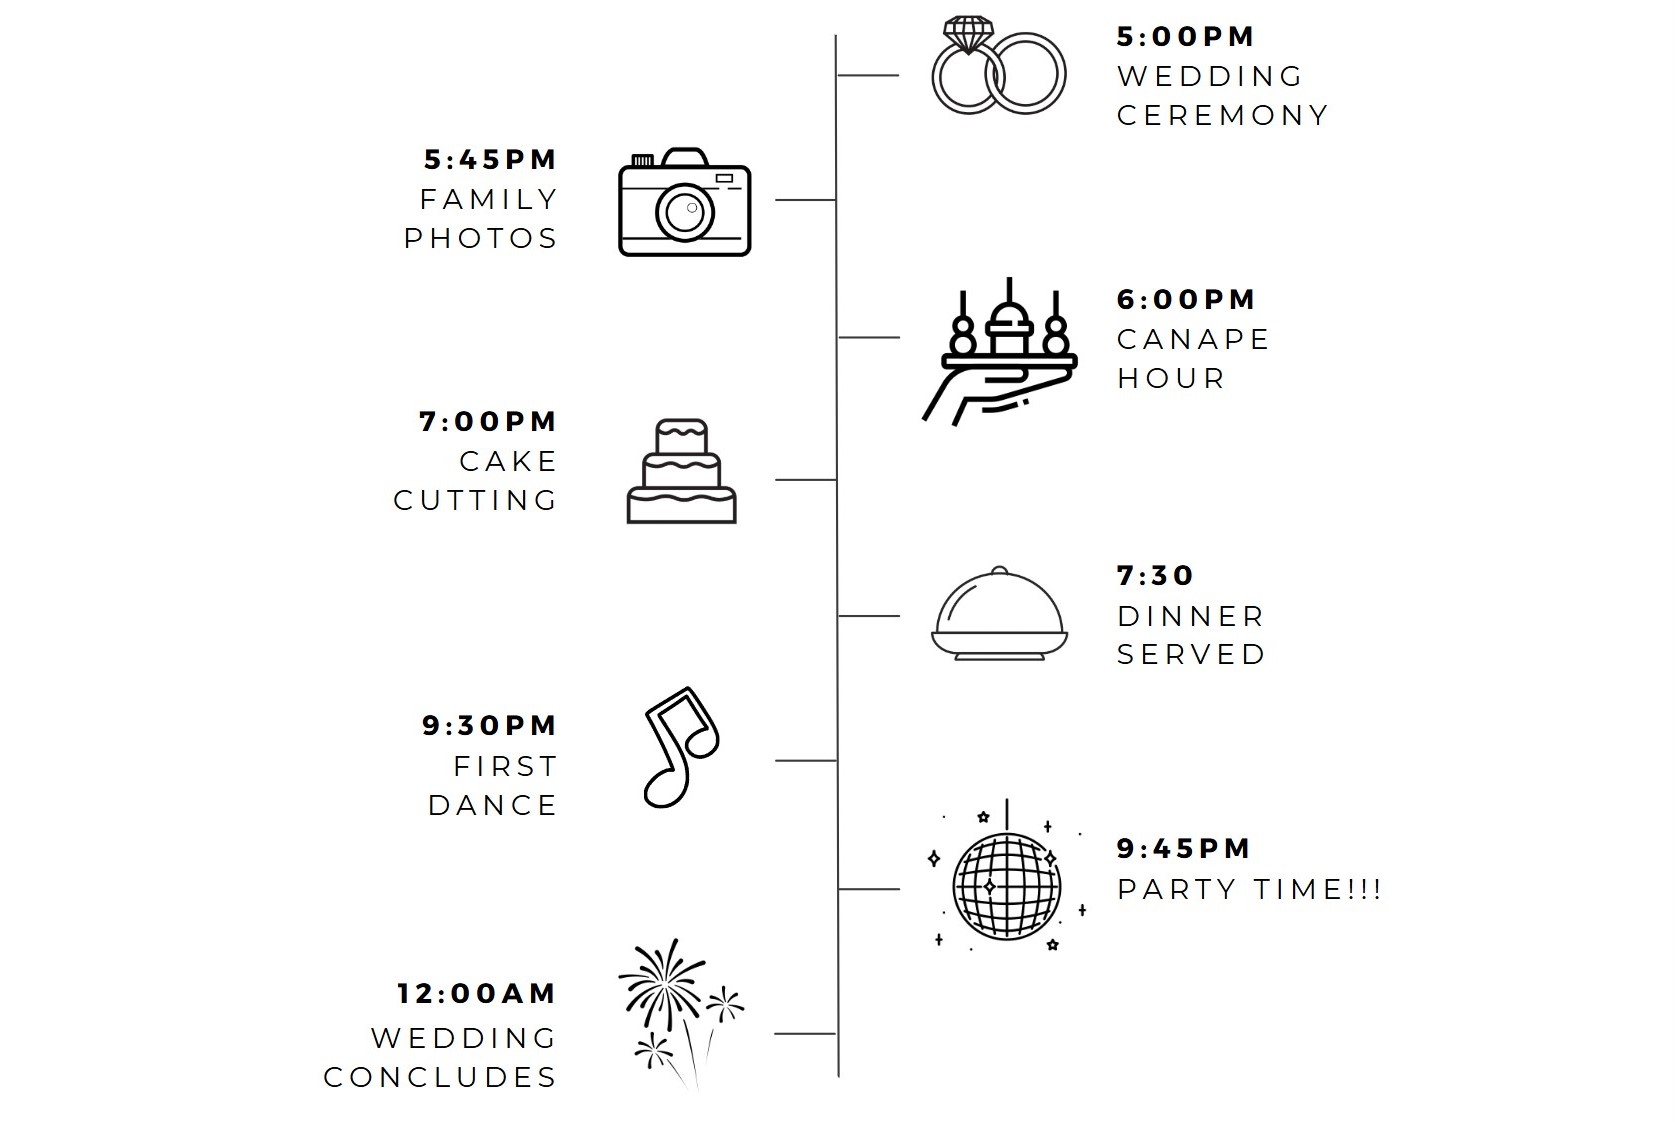 5:00PM
WEDDING
CEREMONY
5:45PM
FAMILY
PHOTOS
6:00PM
CANAPE
HOUR
7:00PM
CAKE
CUTTING
7:30
DINNER
SERVED
9:30PM
FIRST
DANCE
9:45PM
PARTY TIME!!!
12:00AM
WEDDING
CONCLUDES